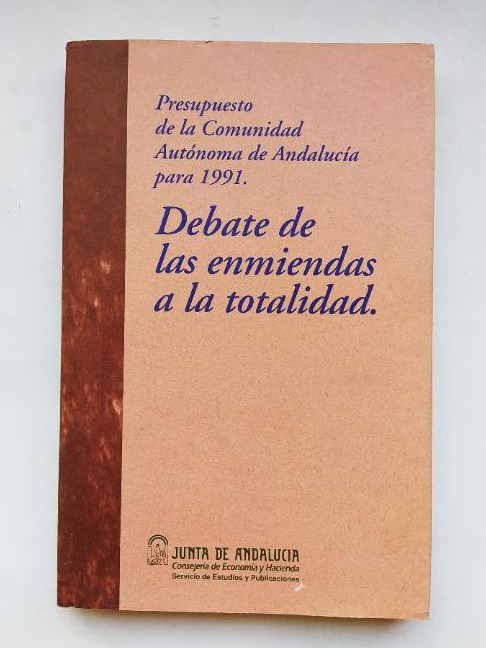 Presupuesto
de la Comunidad
Autónoma de Andalucía
para 1991.
Debate de
las enmiendas
a la totalidad.
JUNTA DE ANDALUCIA
Consejería de Economía y Hacienda
Servicio de Estudios y Publicaciones